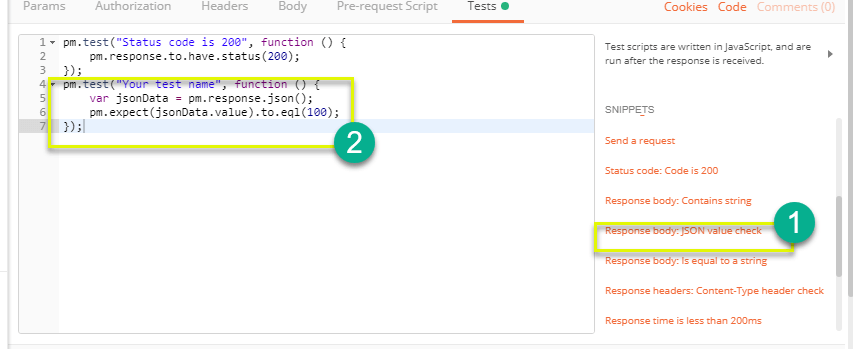 Params Authorization Headers Body Pre-request Script Tests Cookies Code Comments (0)
1 pm.test("Status code is 200", function () {
2 pm.response.to.have.status(200);
3 });
4 pm.test("Your test name", function () {
5 var jsonData = pm.response.json();
6 pm.expect(jsonData.value).to.eql(100);
7 });
2
Test scripts are written in JavaScript, and are
run after the response is received.
SNIPPETS
Send a request
Status code: Code is 200
Response body: Contains string
Response body: JSON value check
1
Response body: Is equal to a string
Response headers: Content-Type header check
Response time is less than 200ms